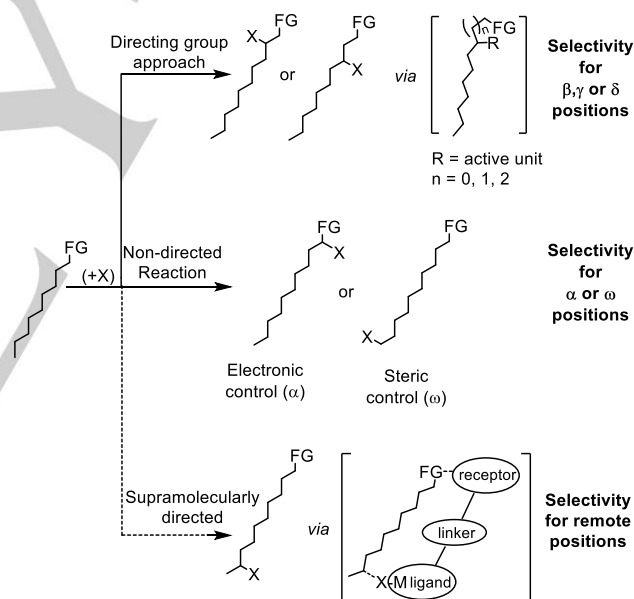 FG
X
FG
Directing group
approach
or
X
via
( )n FG
R
Selectivity
for
β,γ or δ
positions
R = active unit
n = 0, 1, 2
FG
(+X)
Non-directed
Reaction
FG
X
or
FG
X
Electronic
control (α)
Steric
control (ω)
Selectivity
for
α or ω
positions
Supramolecularly
directed
FG
X
via
FG
receptor
linker
X-M ligand
Selectivity
for remote
positions